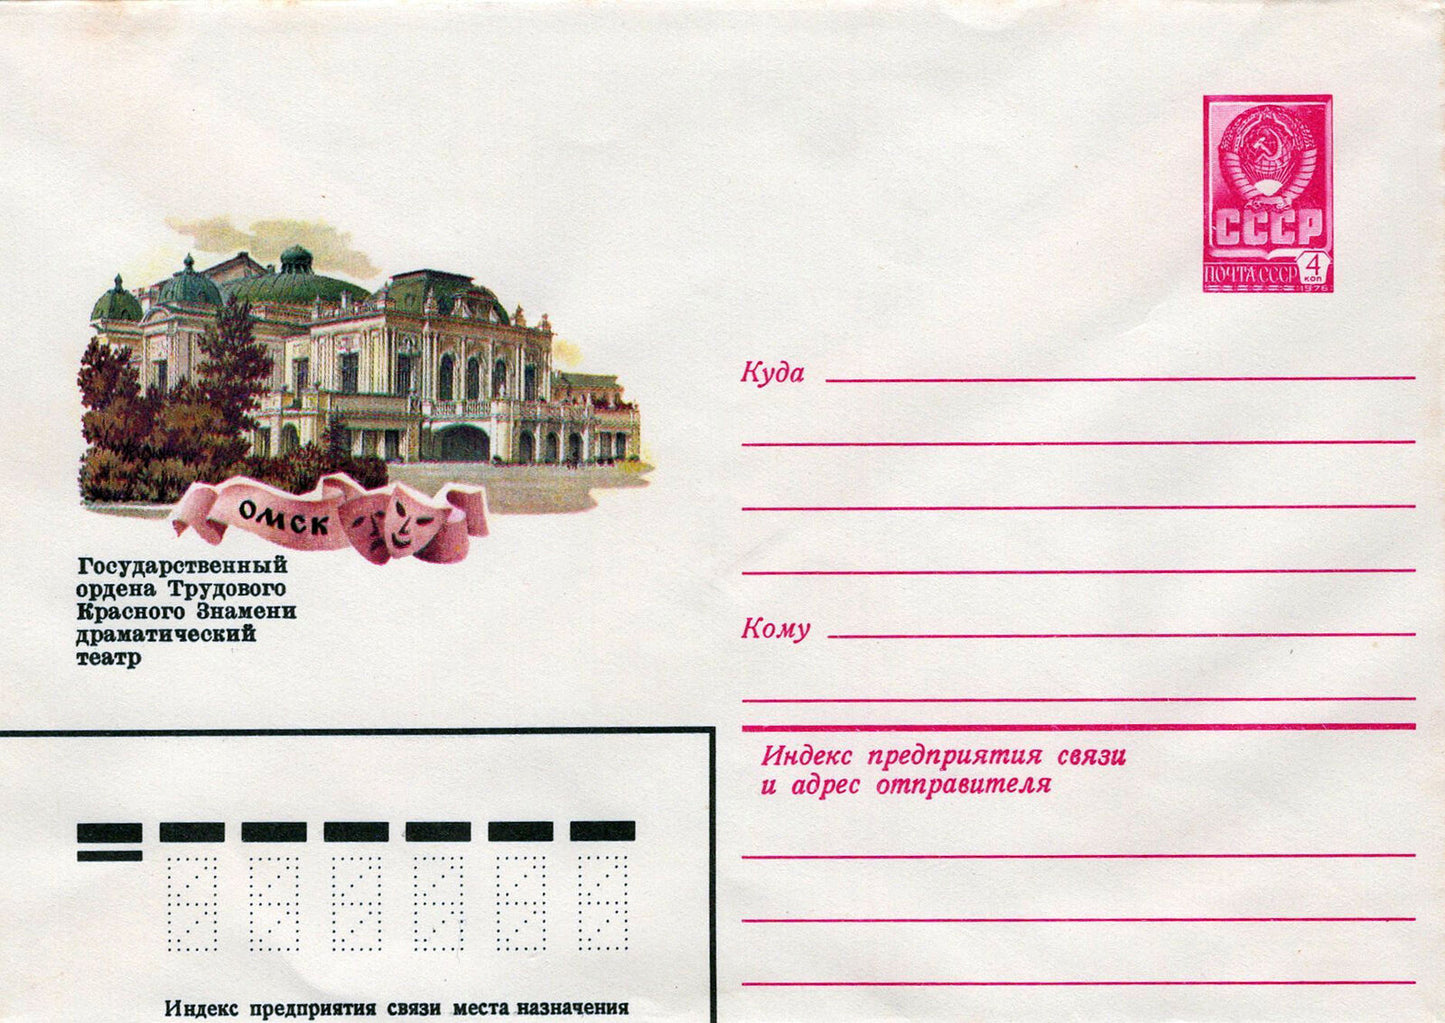 СССР
ПОЧТА СССР 4 коп
1976
ОМСК
Государственный
ордена Трудового
Красного Знамени
драматический
театр
Куда
Кому
Индекс предприятия связи
и адрес отправителя
Индекс предприятия связи места назначения